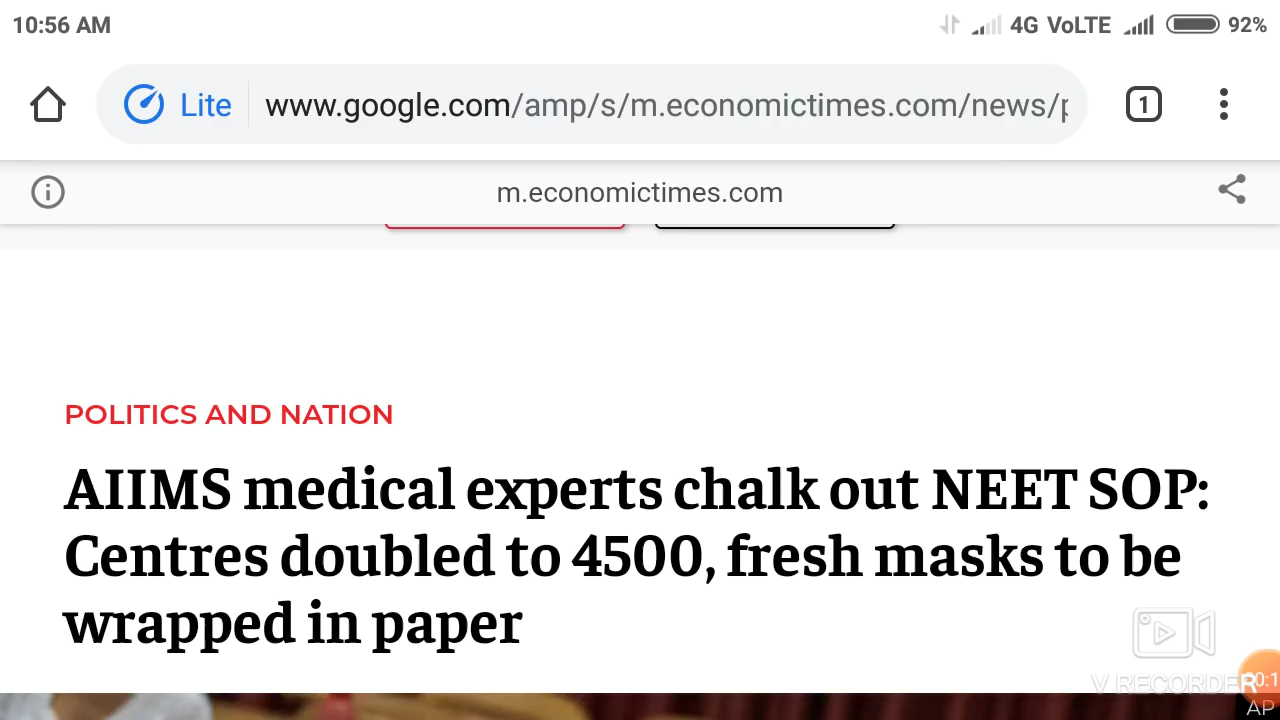 10:56 AM 4G VoLTE 92%
Lite www.google.com/amp/s/m.economictimes.com/news/p 1
m.economictimes.com
POLITICS AND NATION
AIIMS medical experts chalk out NEET SOP:
Centres doubled to 4500, fresh masks to be
wrapped in paper
V RECORDER
AP